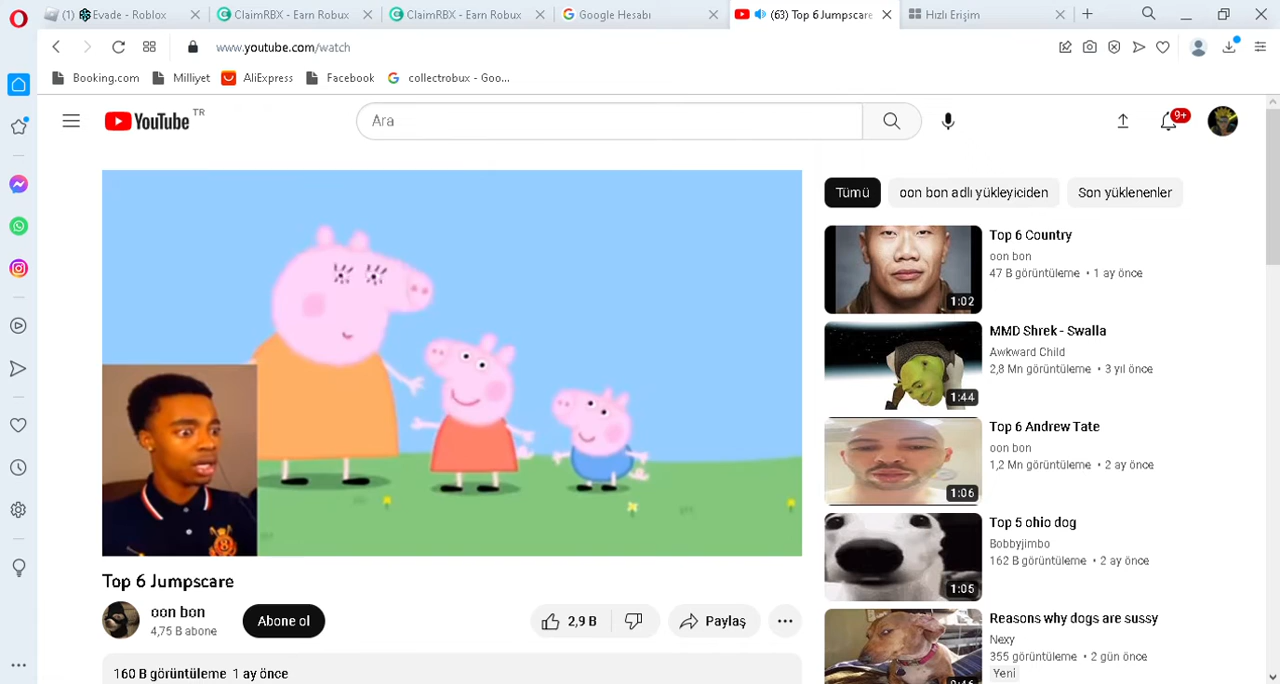 (1) Evade - Roblox
ClaimRBX - Earn Robux
ClaimRBX - Earn Robux
Google Hesabı
(63) Top 6 Jumpscare
Hızlı Erişim
www.youtube.com/watch
Booking.com
Milliyet
AliExpress
Facebook
collectrobux - Goo...
YouTube TR
Ara
9+
Tümü
oon bon adlı yükleyiciden
Son yüklenenler
Top 6 Country
oon bon
47 B görüntüleme • 1 ay önce
1:02
MMD Shrek - Swalla
Awkward Child
2,8 Mn görüntüleme • 3 yıl önce
1:44
Top 6 Andrew Tate
oon bon
1,2 Mn görüntüleme • 2 ay önce
1:06
Top 5 ohio dog
Bobbyjimbo
162 B görüntüleme • 2 ay önce
1:05
Reasons why dogs are sussy
Nexy
355 görüntüleme • 2 gün önce
Yeni
Top 6 Jumpscare
oon bon
4,75 B abone
Abone ol
2,9 B
Paylaş
160 B görüntüleme 1 ay önce